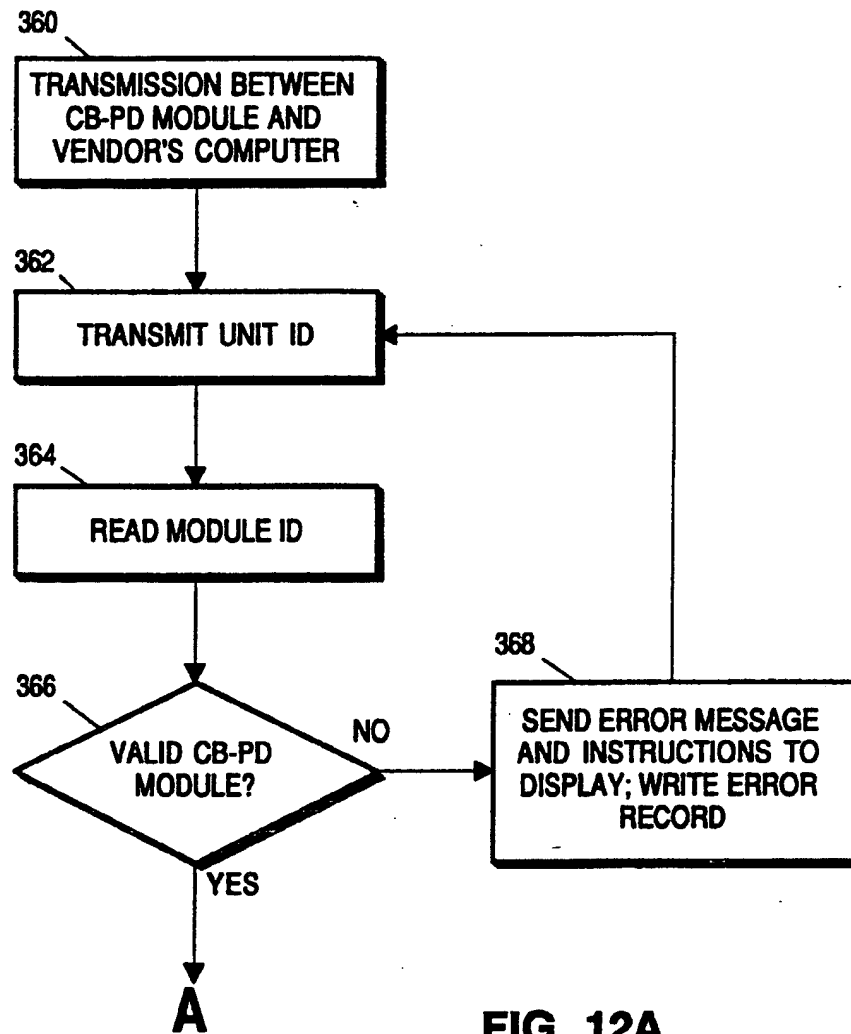 360
TRANSMISSION BETWEEN
CB-PD MODULE AND
VENDOR'S COMPUTER
362
TRANSMIT UNIT ID
364
READ MODULE ID
366
VALID CB-PD
MODULE?
NO
368
SEND ERROR MESSAGE
AND INSTRUCTIONS TO
DISPLAY; WRITE ERROR
RECORD
YES
A
FIG. 12A